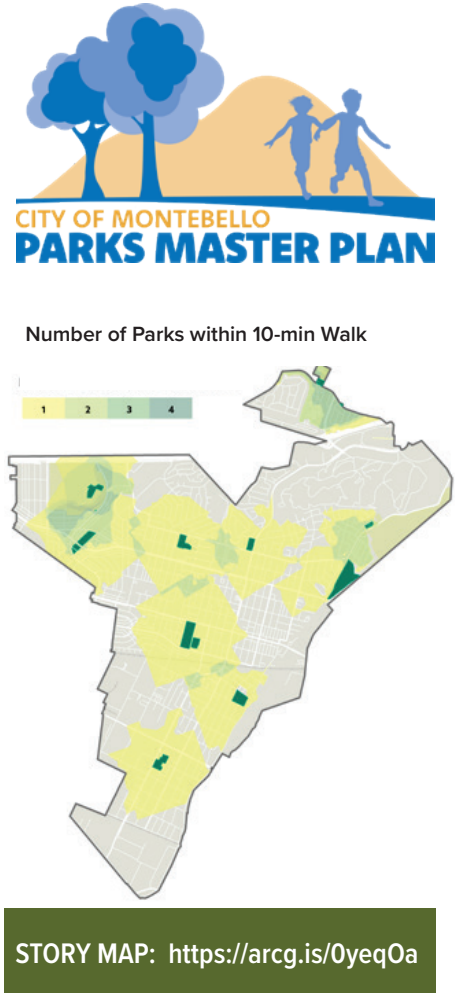 CITY OF MONTEBELLO
PARKS MASTER PLAN
Number of Parks within 10-min Walk
1 2 3 4
STORY MAP: https://arcg.is/0yeqOa